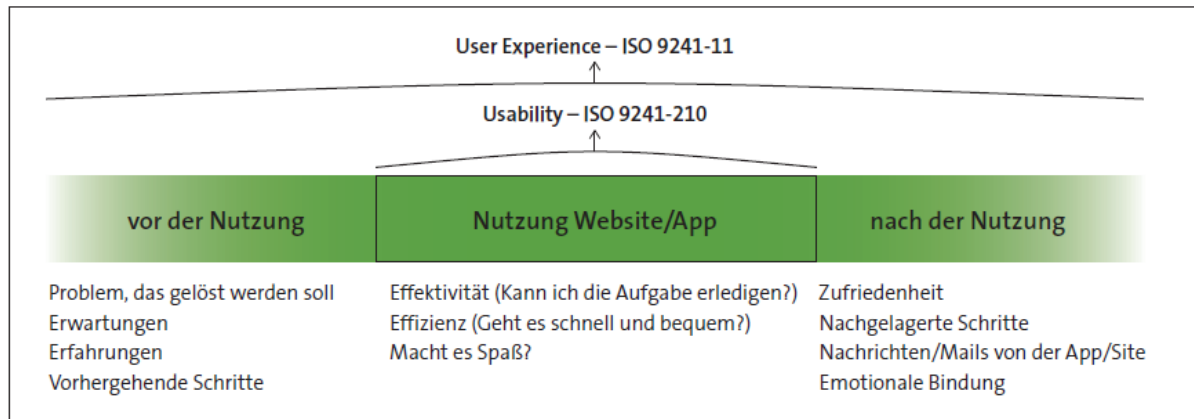 User Experience – ISO 9241-11
Usability – ISO 9241-210
vor der Nutzung
Nutzung Website/App
nach der Nutzung
Problem, das gelöst werden soll
Erwartungen
Erfahrungen
Vorhergehende Schritte
Effektivität (Kann ich die Aufgabe erledigen?)
Effizienz (Geht es schnell und bequem?)
Macht es Spaß?
Zufriedenheit
Nachgelagerte Schritte
Nachrichten/Mails von der App/Site
Emotionale Bindung